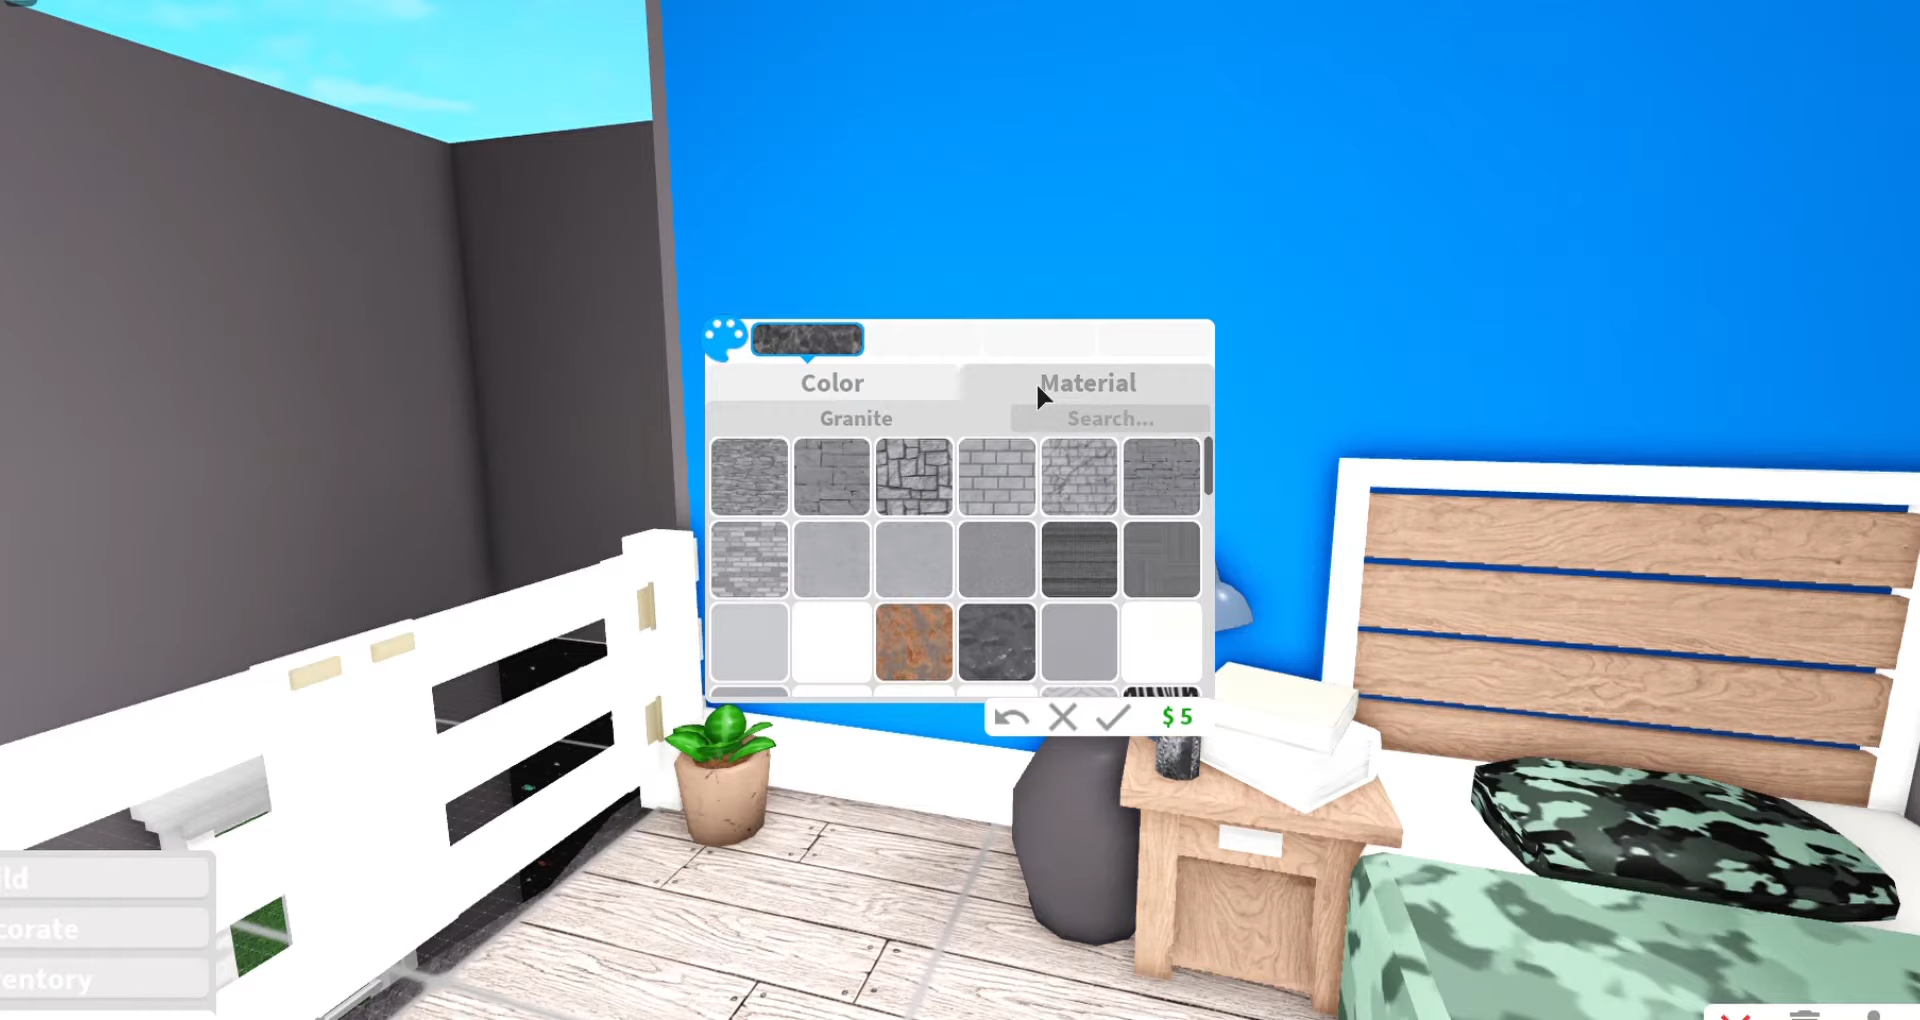 Color
Material
Granite
Search...
$ 5
ld
corate
entory